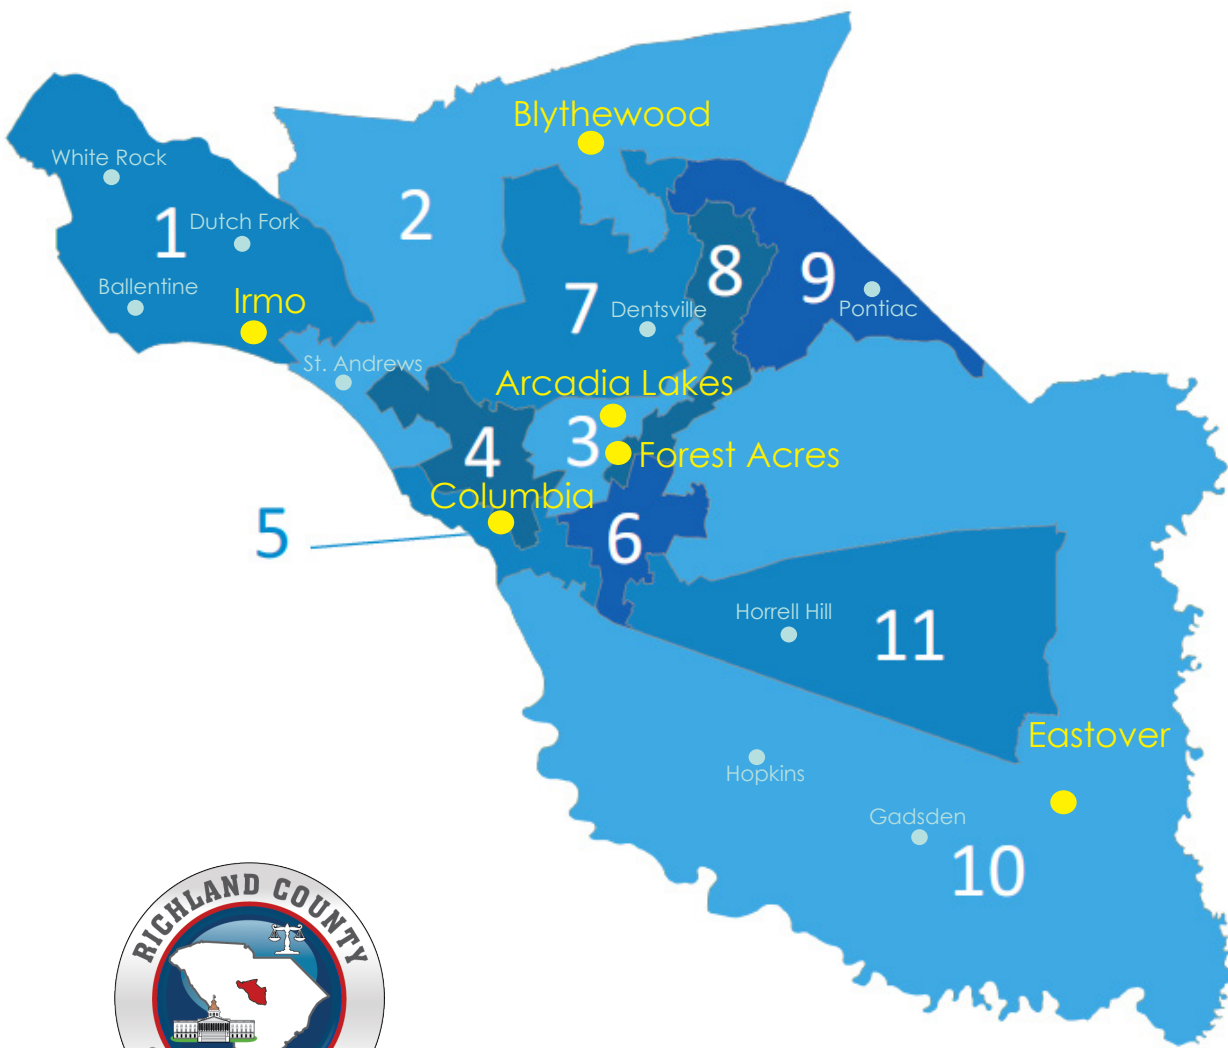 Blythewood
White Rock
2
1
Dutch Fork
8
9
Ballentine
Irmo
7
Dentsville
Pontiac
St. Andrews
Arcadia Lakes
4
3
Forest Acres
Columbia
5
6
Horrell Hill
11
Eastover
Hopkins
Gadsden
10
RICHLAND COUNTY